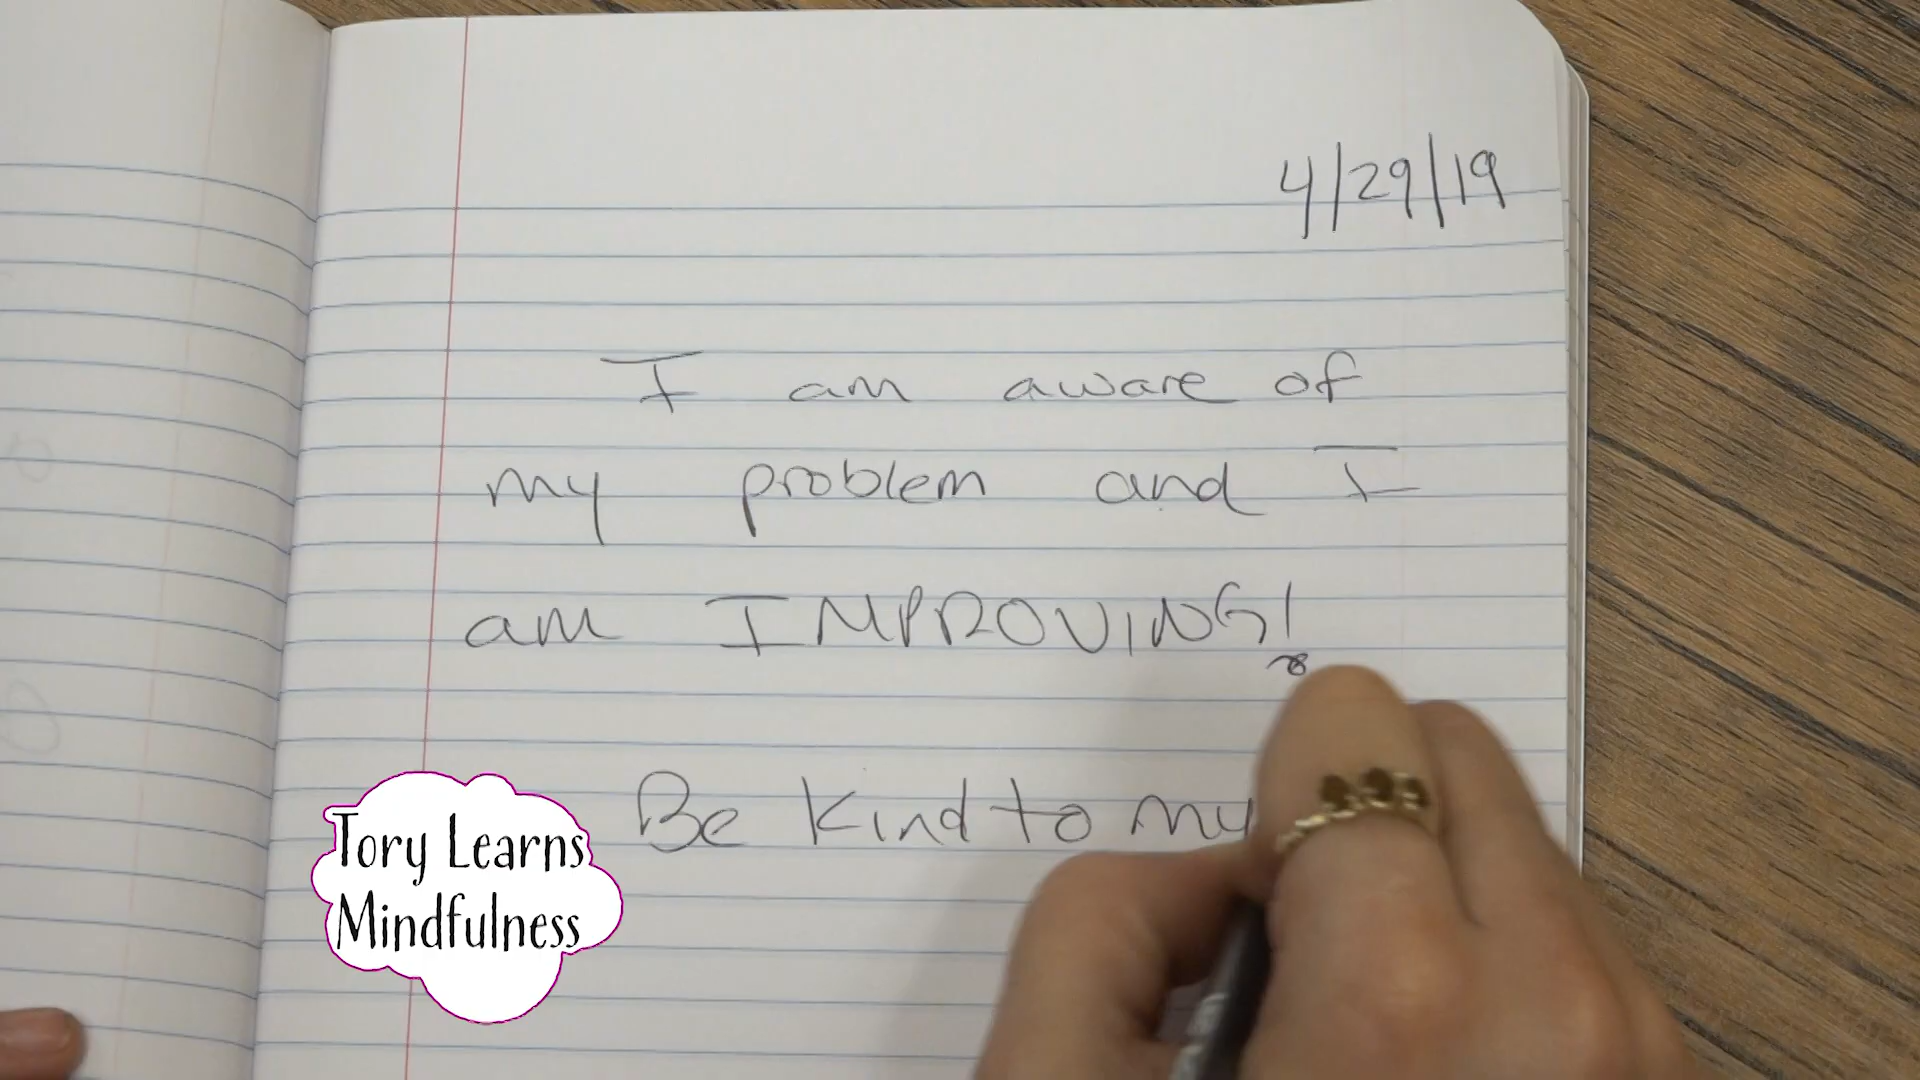 4/29/19
I am aware of
my problem and I
am IMPROVING!
Be kind to my
Tory Learns
Mindfulness